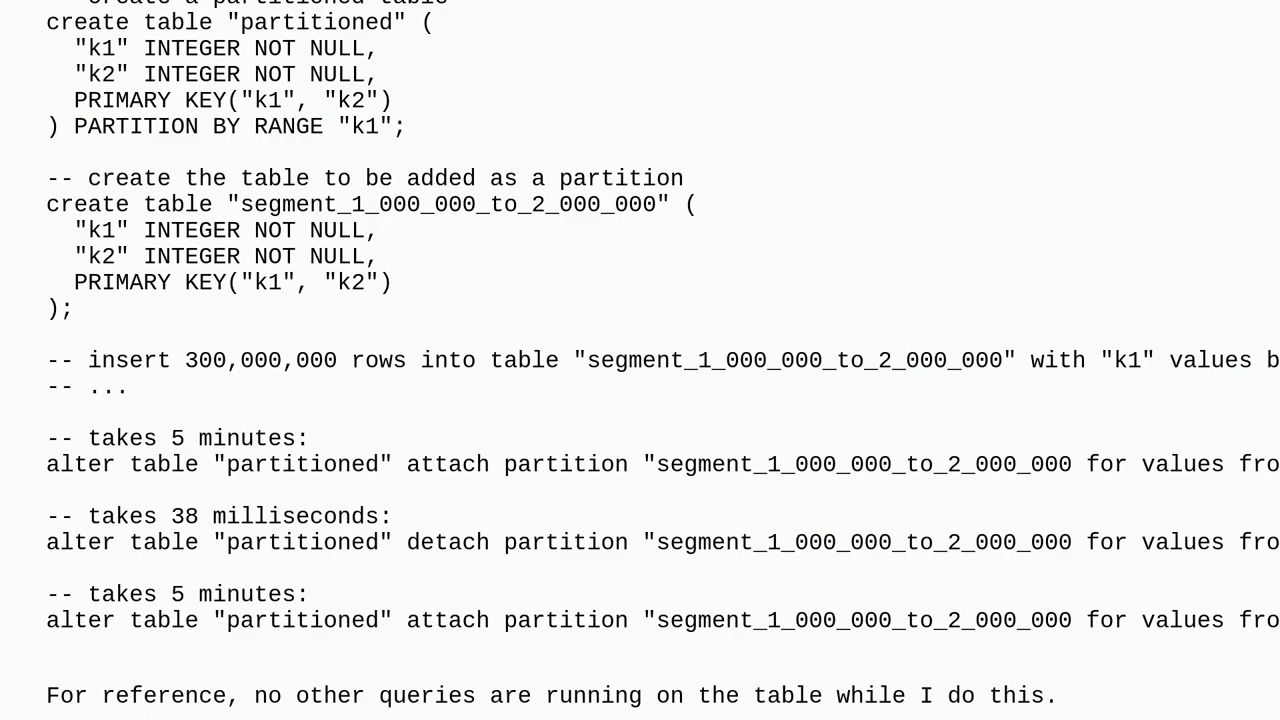 create a partitioned table
create table "partitioned" (
"k1" INTEGER NOT NULL,
"k2" INTEGER NOT NULL,
PRIMARY KEY("k1", "k2")
) PARTITION BY RANGE "k1";
-- create the table to be added as a partition
create table "segment_1_000_000_to_2_000_000" (
"k1" INTEGER NOT NULL,
"k2" INTEGER NOT NULL,
PRIMARY KEY("k1", "k2")
);
-- insert 300,000,000 rows into table "segment_1_000_000_to_2_000_000" with "k1" values b
-- ...
-- takes 5 minutes:
alter table "partitioned" attach partition "segment_1_000_000_to_2_000_000 for values fro
-- takes 38 milliseconds:
alter table "partitioned" detach partition "segment_1_000_000_to_2_000_000 for values fro
-- takes 5 minutes:
alter table "partitioned" attach partition "segment_1_000_000_to_2_000_000 for values fro
For reference, no other queries are running on the table while I do this.